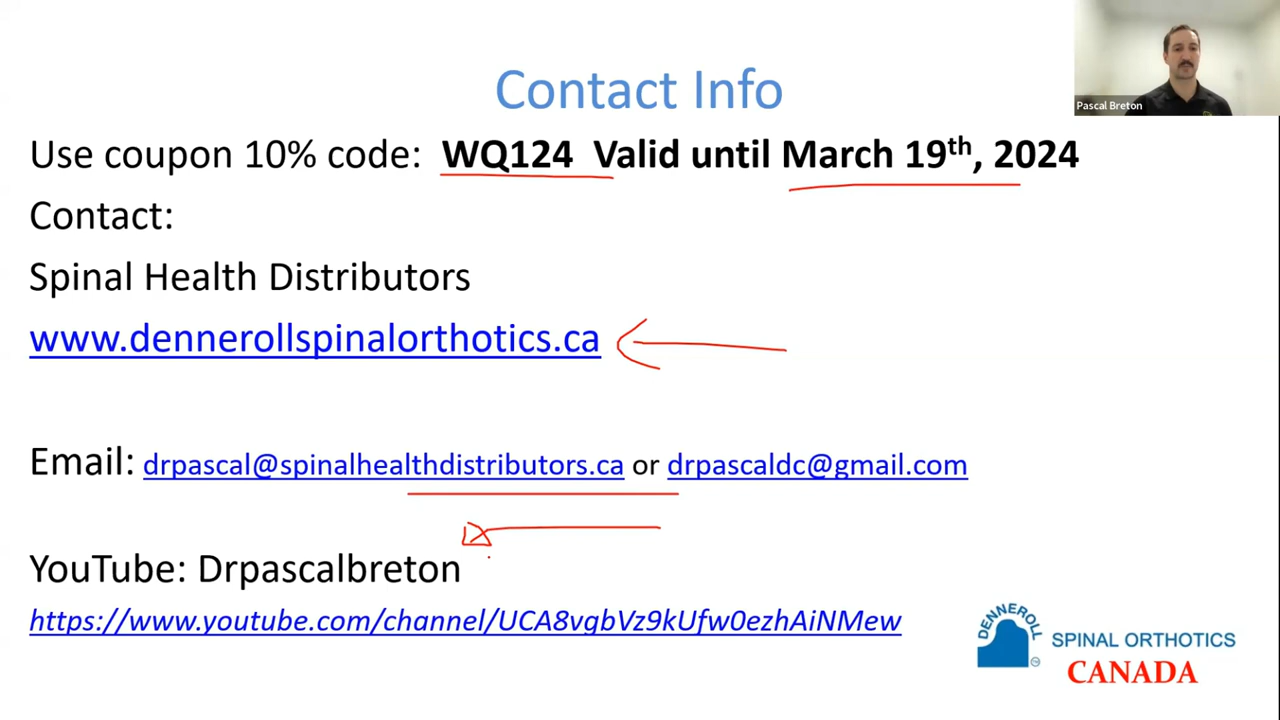 Pascal Breton
Contact Info
Use coupon 10% code: WQ124 Valid until March 19th, 2024
Contact:
Spinal Health Distributors
www.dennerollspinalorthotics.ca
Email: drpascal@spinalhealthdistributors.ca or drpascaldc@gmail.com
YouTube: Drpascalbreton
https://www.youtube.com/channel/UCA8vgbVz9kUfw0ezhAiNMew
DENNEROLL
TM
SPINAL ORTHOTICS
CANADA